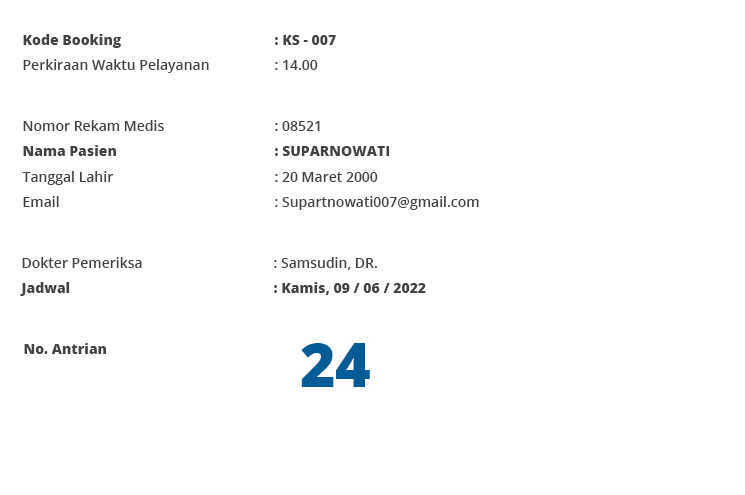 Kode Booking : KS - 007
Perkiraan Waktu Pelayanan : 14.00
Nomor Rekam Medis : 08521
Nama Pasien : SUPARNOWATI
Tanggal Lahir : 20 Maret 2000
Email : Supartnowati007@gmail.com
Dokter Pemeriksa : Samsudin, DR.
Jadwal : Kamis, 09 / 06 / 2022
No. Antrian 24